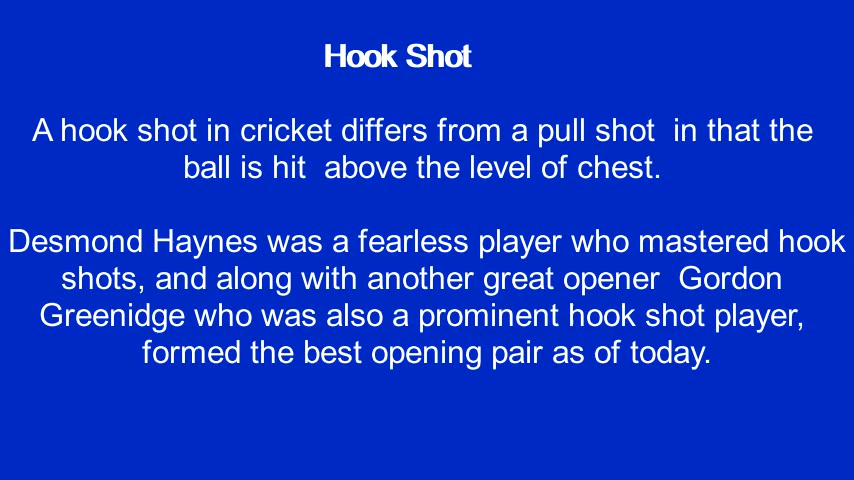 Hook Shot
A hook shot in cricket differs from a pull shot  in that the
ball is hit  above the level of chest.
Desmond Haynes was a fearless player who mastered hook
shots, and along with another great opener  Gordon
Greenidge who was also a prominent hook shot player,
formed the best opening pair as of today.